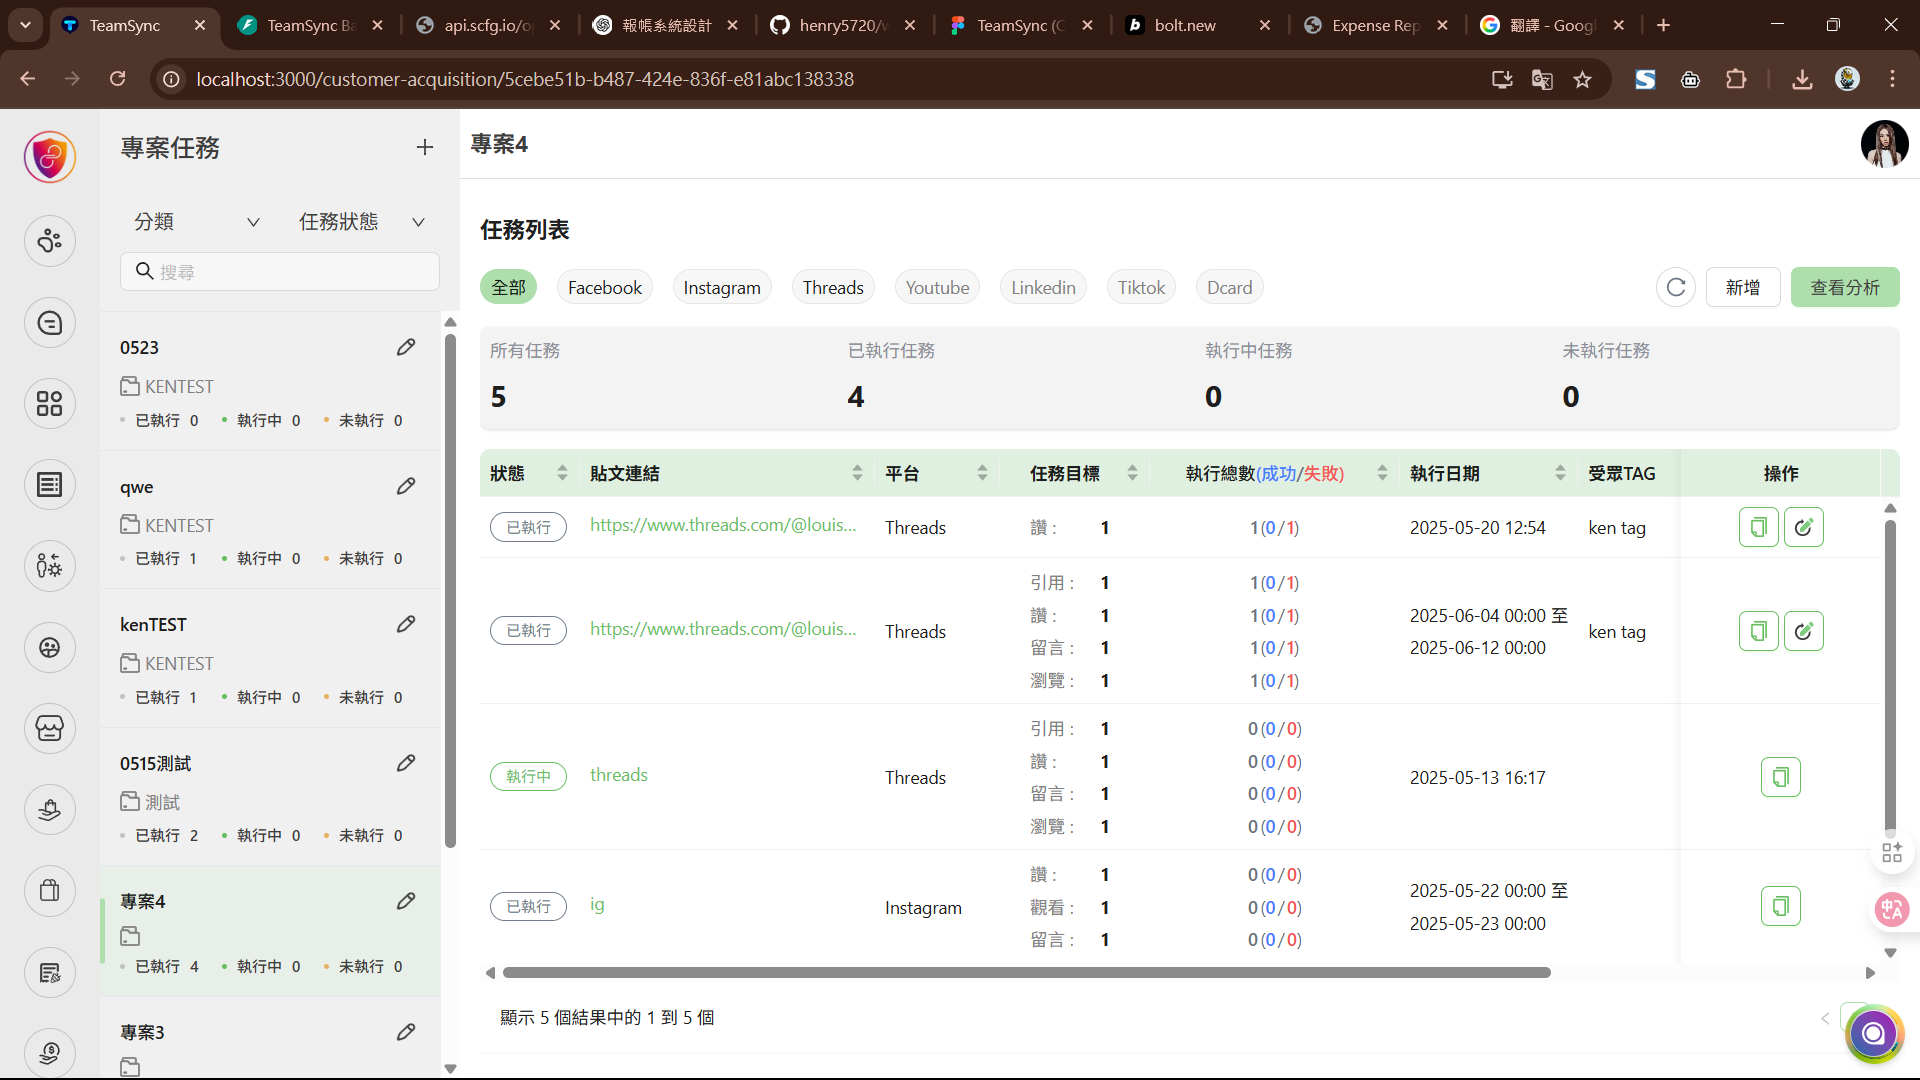 TeamSync
TeamSync Ba
api.scfg.io/o
報帳系統設計
henry5720/w
TeamSync (C
bolt.new
Expense Rep
翻譯 - Googl
localhost:3000/customer-acquisition/5cebe51b-b487-424e-836f-e81abc138338
專案任務
分類
任務狀態
搜尋
0523
KENTEST
已執行 0 執行中 0 未執行 0
qwe
KENTEST
已執行 1 執行中 0 未執行 0
kenTEST
KENTEST
已執行 1 執行中 0 未執行 0
0515測試
測試
已執行 2 執行中 0 未執行 0
專案4
已執行 4 執行中 0 未執行 0
專案3
專案4
任務列表
全部 Facebook Instagram Threads Youtube Linkedin Tiktok Dcard
新增
查看分析
所有任務 已執行任務 執行中任務 未執行任務
5 4 0 0
狀態 貼文連結 平台 任務目標 執行總數(成功/失敗) 執行日期 受眾TAG 操作
已執行 https://www.threads.com/@louis... Threads 讚 : 1 1(0/1) 2025-05-20 12:54 ken tag
已執行 https://www.threads.com/@louis... Threads
引用 : 1 1(0/1)
讚 : 1 1(0/1)
留言 : 1 1(0/1)
瀏覽 : 1 1(0/1)
2025-06-04 00:00 至
2025-06-12 00:00
ken tag
執行中 threads Threads
引用 : 1 0(0/0)
讚 : 1 0(0/0)
留言 : 1 0(0/0)
瀏覽 : 1 0(0/0)
2025-05-13 16:17
已執行 ig Instagram
讚 : 1 0(0/0)
觀看 : 1 0(0/0)
留言 : 1 0(0/0)
2025-05-22 00:00 至
2025-05-23 00:00
顯示 5 個結果中的 1 到 5 個